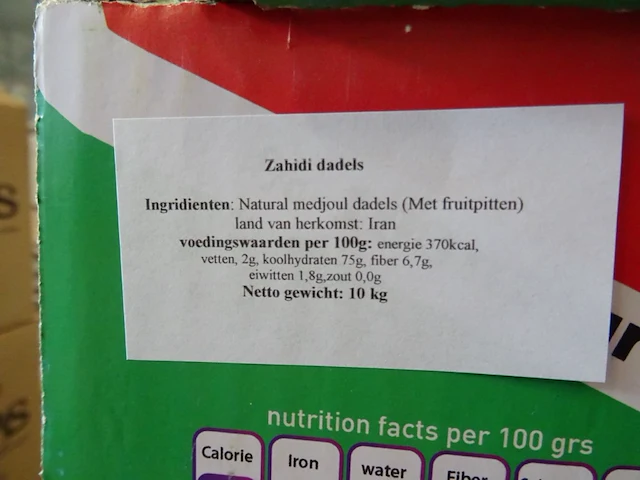 Zahidi dadels
Ingridienten: Natural medjoul dadels (Met fruitpitten)
land van herkomst: Iran
voedingswaarden per 100g: energie 370kcal,
vetten, 2g, koolhydraten 75g, fiber 6,7g,
eiwitten 1,8g,zout 0,0g
Netto gewicht: 10 kg
nutrition facts per 100 grs
Calorie Iron water Fiber